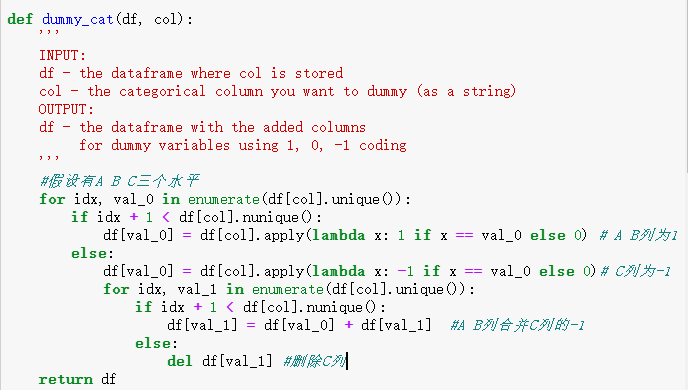 def dummy_cat(df, col):
    '''
    INPUT:
    df - the dataframe where col is stored
    col - the categorical column you want to dummy (as a string)
    OUTPUT:
    df - the dataframe with the added columns
         for dummy variables using 1, 0, -1 coding
    '''
    #假设有A B C三个水平
    for idx, val_0 in enumerate(df[col].unique()):
        if idx + 1 < df[col].nunique():
            df[val_0] = df[col].apply(lambda x: 1 if x == val_0 else 0) # A B列为1
        else:
            df[val_0] = df[col].apply(lambda x: -1 if x == val_0 else 0)# C列为-1
            for idx, val_1 in enumerate(df[col].unique()):
                if idx + 1 < df[col].nunique():
                    df[val_1] = df[val_0] + df[val_1]  #A B列合并C列的-1
                else:
                    del df[val_1] #删除C列
    return df